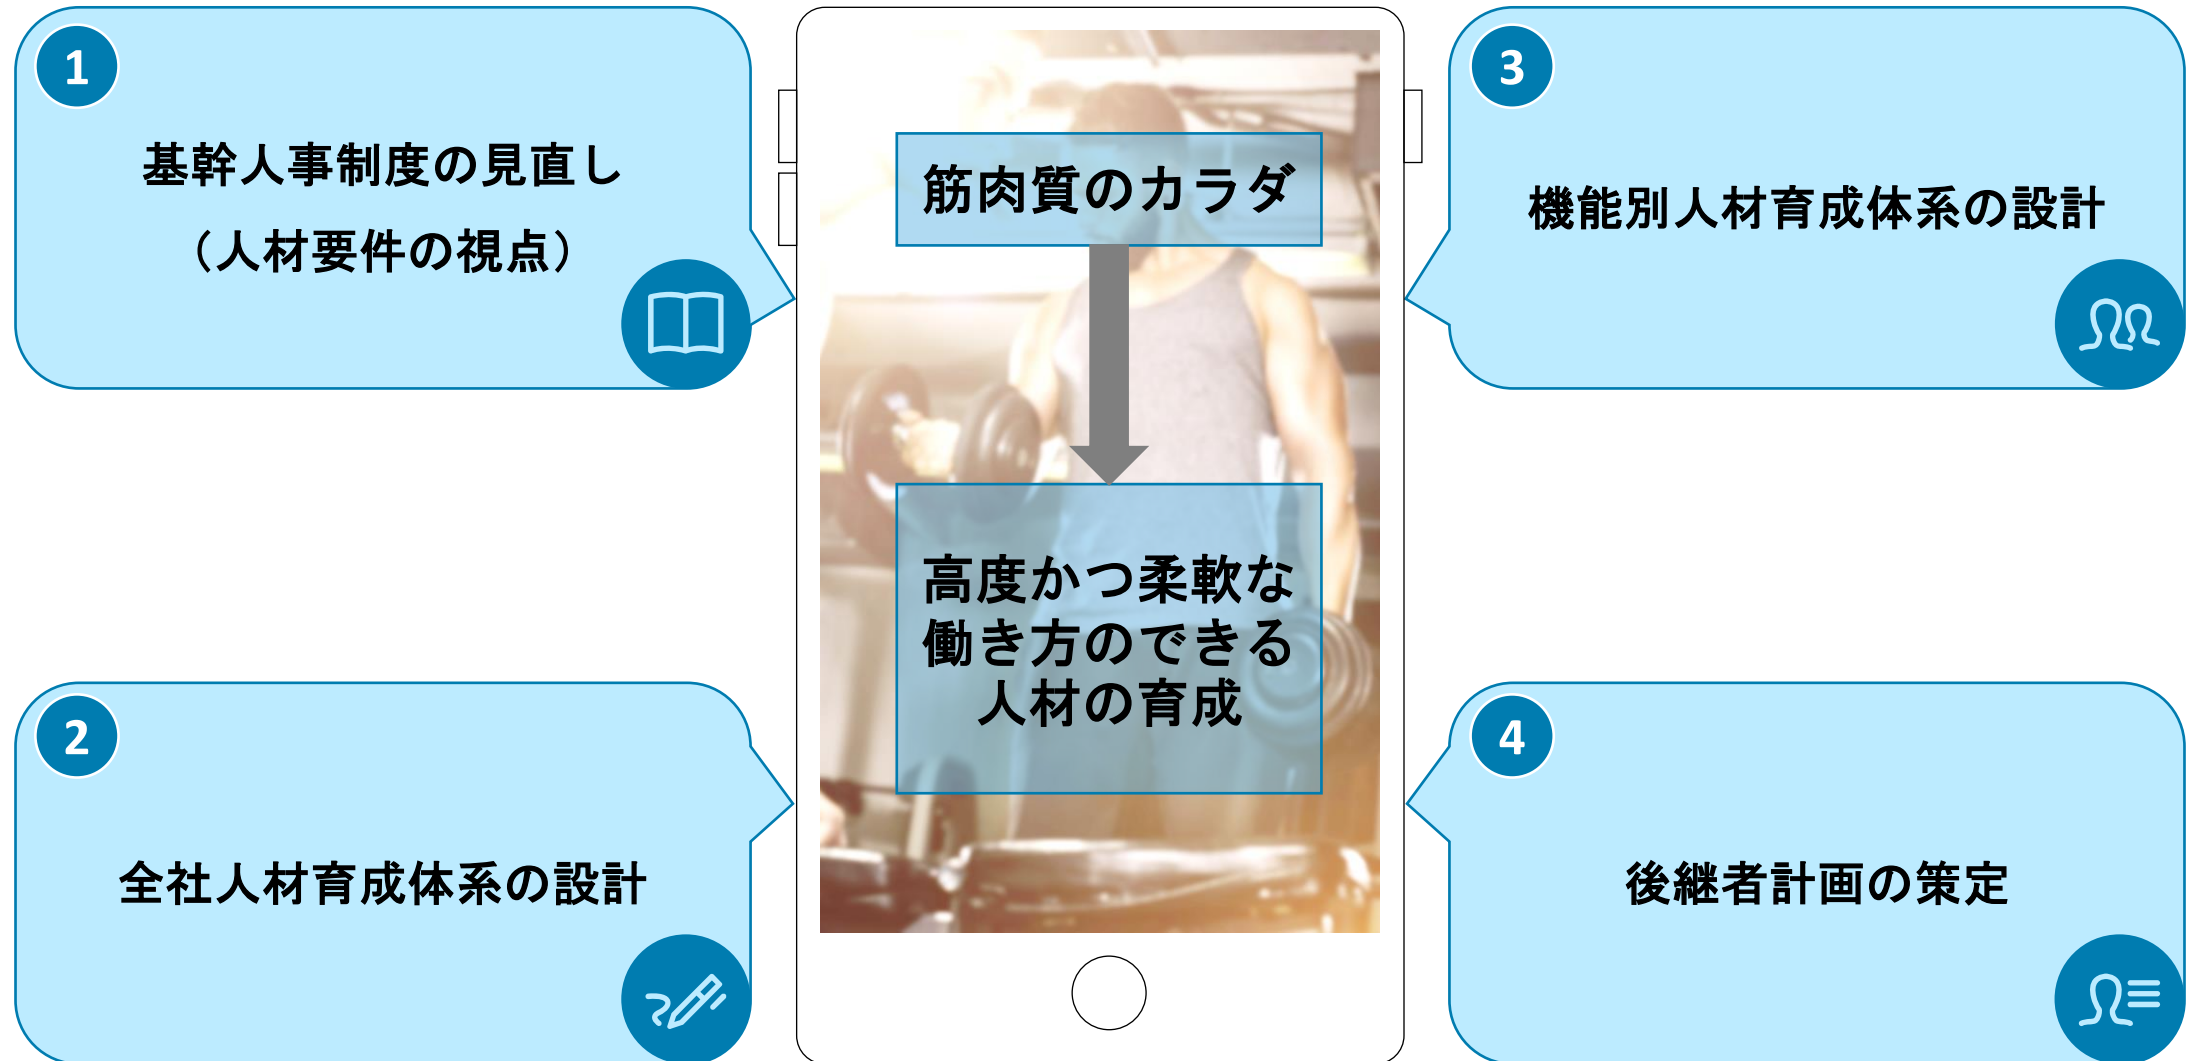 1
基幹人事制度の見直し
（人材要件の視点）
2
全社人材育成体系の設計
筋肉質のカラダ
高度かつ柔軟な
働き方のできる
人材の育成
3
機能別人材育成体系の設計
4
後継者計画の策定